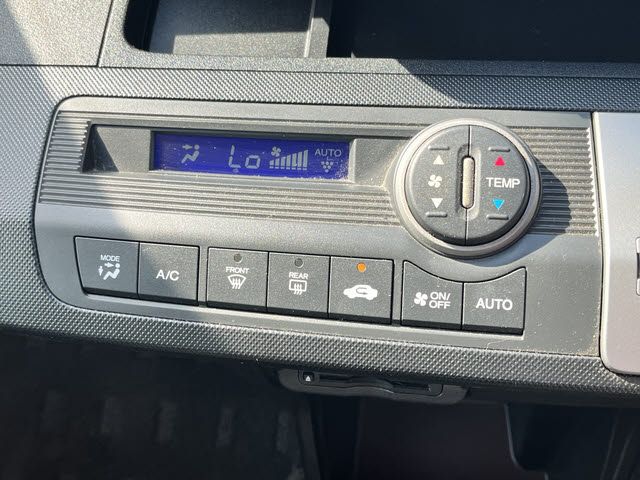 Lo AUTO
TEMP
MODE
A/C
FRONT
REAR
ON/
OFF
AUTO